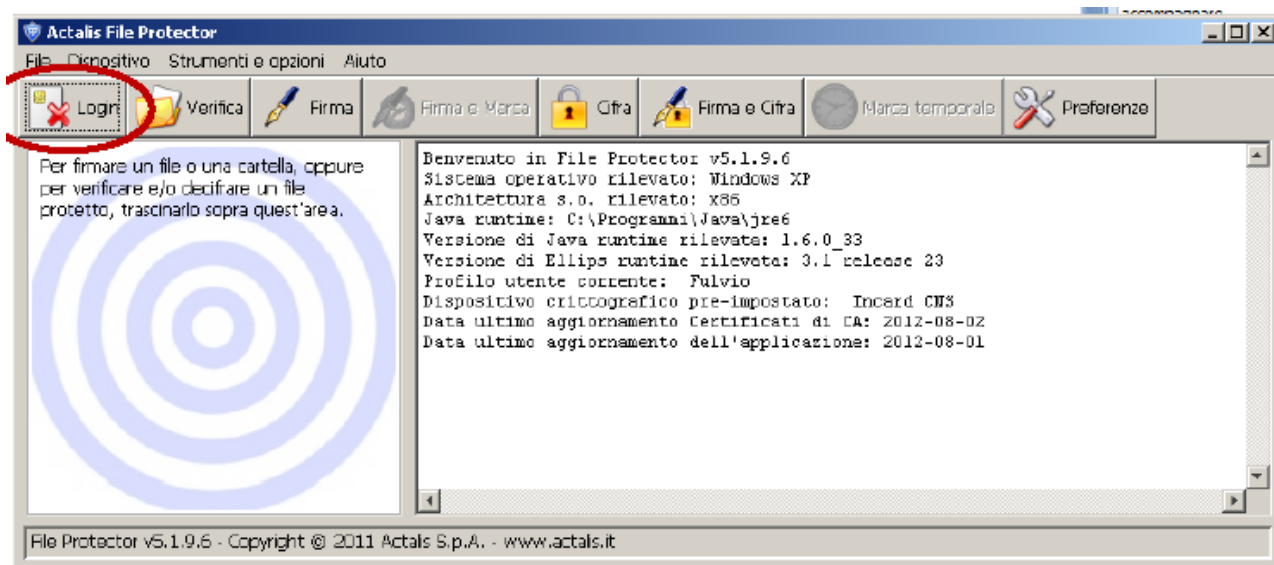 Actalis File Protector
File Dispositivo Strumenti e opzioni Aiuto
Login Verifica Firma Firma e Marca Cifra Firma e Cifra Marca temporale Preferenze
Per firmare un file o una cartella, oppure
per verificare e/o decifrare un file
protetto, trascinarlo sopra quest'area.
Benvenuto in File Protector v5.1.9.6
Sistema operativo rilevato: Windows XP
Architettura s.o. rilevato: x86
Java runtime: C:\Programmi\Java\jre6
Versione di Java runtime rilevata: 1.6.0_33
Versione di Ellips runtime rilevata: 3.1 release 23
Profilo utente corrente: Fulvio
Dispositivo crittografico pre-impostato: Incard CNS
Data ultimo aggiornamento Certificati di CA: 2012-08-02
Data ultimo aggiornamento dell'applicazione: 2012-08-01
File Protector v5.1.9.6 - Copyright © 2011 Actalis S.p.A. - www.actalis.it